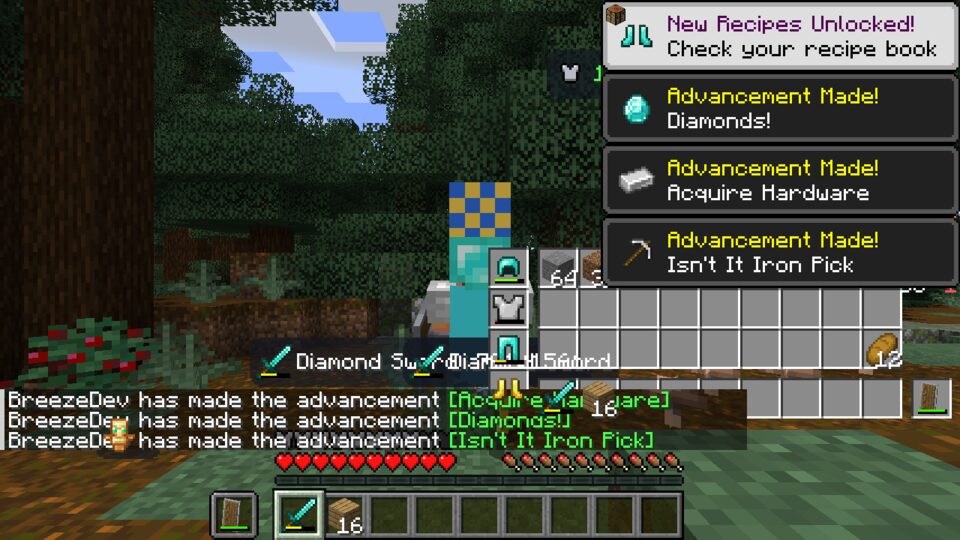 New Recipes Unlocked!
Check your recipe book
Advancement Made!
Diamonds!
Advancement Made!
Acquire Hardware
Advancement Made!
Isn't It Iron Pick
64
12
Diamond
16
BreezeDev has made the advancement [Acquire Hardware]
BreezeDev has made the advancement [Diamonds!]
BreezeDev has made the advancement [Isn't It Iron Pick]
16